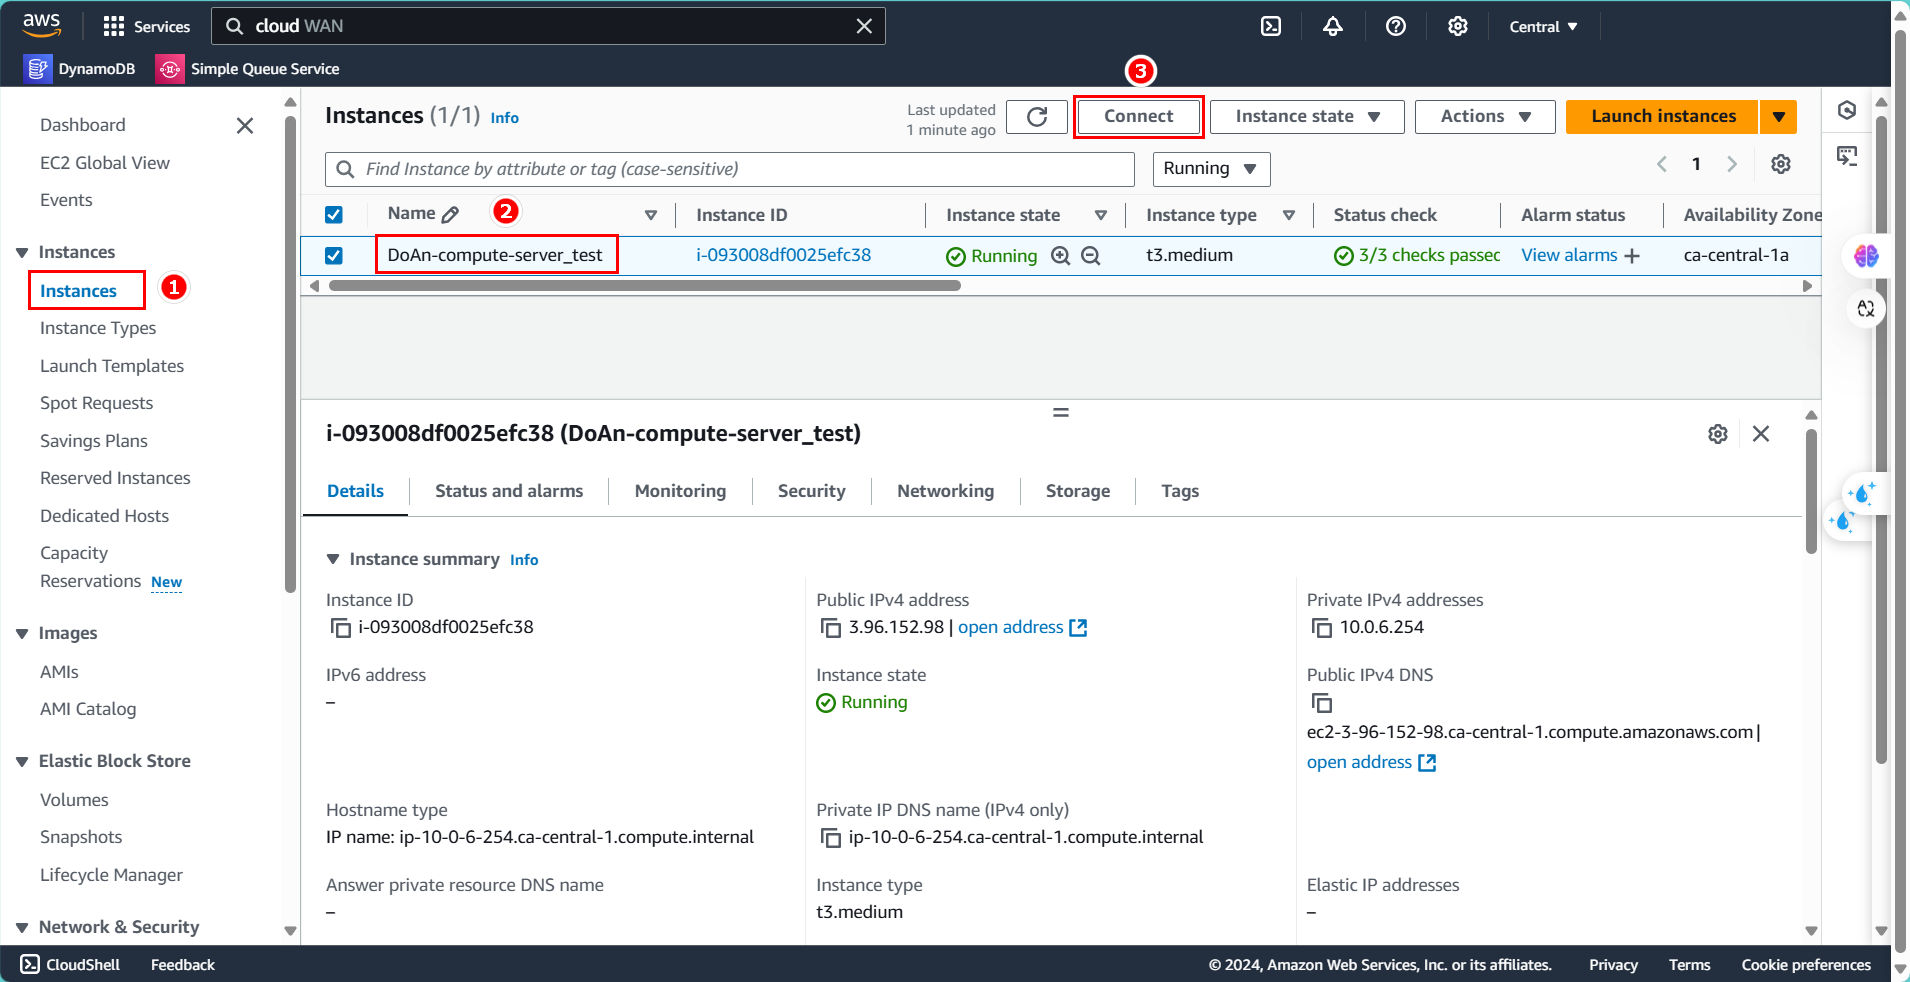 aws
Services
cloud WAN
Central
DynamoDB
Simple Queue Service
Dashboard
EC2 Global View
Events
Instances
Instances
1
Instance Types
Launch Templates
Spot Requests
Savings Plans
Reserved Instances
Dedicated Hosts
Capacity
Reservations New
Images
AMIs
AMI Catalog
Elastic Block Store
Volumes
Snapshots
Lifecycle Manager
Network & Security
Instances (1/1) Info
Last updated
1 minute ago
3
Connect
Instance state
Actions
Launch instances
Find Instance by attribute or tag (case-sensitive)
Running
1
Name
2
Instance ID
Instance state
Instance type
Status check
Alarm status
Availability Zone
DoAn-compute-server_test
i-093008df0025efc38
Running
t3.medium
3/3 checks passec
View alarms +
ca-central-1a
i-093008df0025efc38 (DoAn-compute-server_test)
Details
Status and alarms
Monitoring
Security
Networking
Storage
Tags
Instance summary Info
Instance ID
i-093008df0025efc38
Public IPv4 address
3.96.152.98 | open address
Private IPv4 addresses
10.0.6.254
IPv6 address
–
Instance state
Running
Public IPv4 DNS
ec2-3-96-152-98.ca-central-1.compute.amazonaws.com |
open address
Hostname type
IP name: ip-10-0-6-254.ca-central-1.compute.internal
Private IP DNS name (IPv4 only)
ip-10-0-6-254.ca-central-1.compute.internal
Answer private resource DNS name
–
Instance type
t3.medium
Elastic IP addresses
–
CloudShell
Feedback
© 2024, Amazon Web Services, Inc. or its affiliates.
Privacy
Terms
Cookie preferences